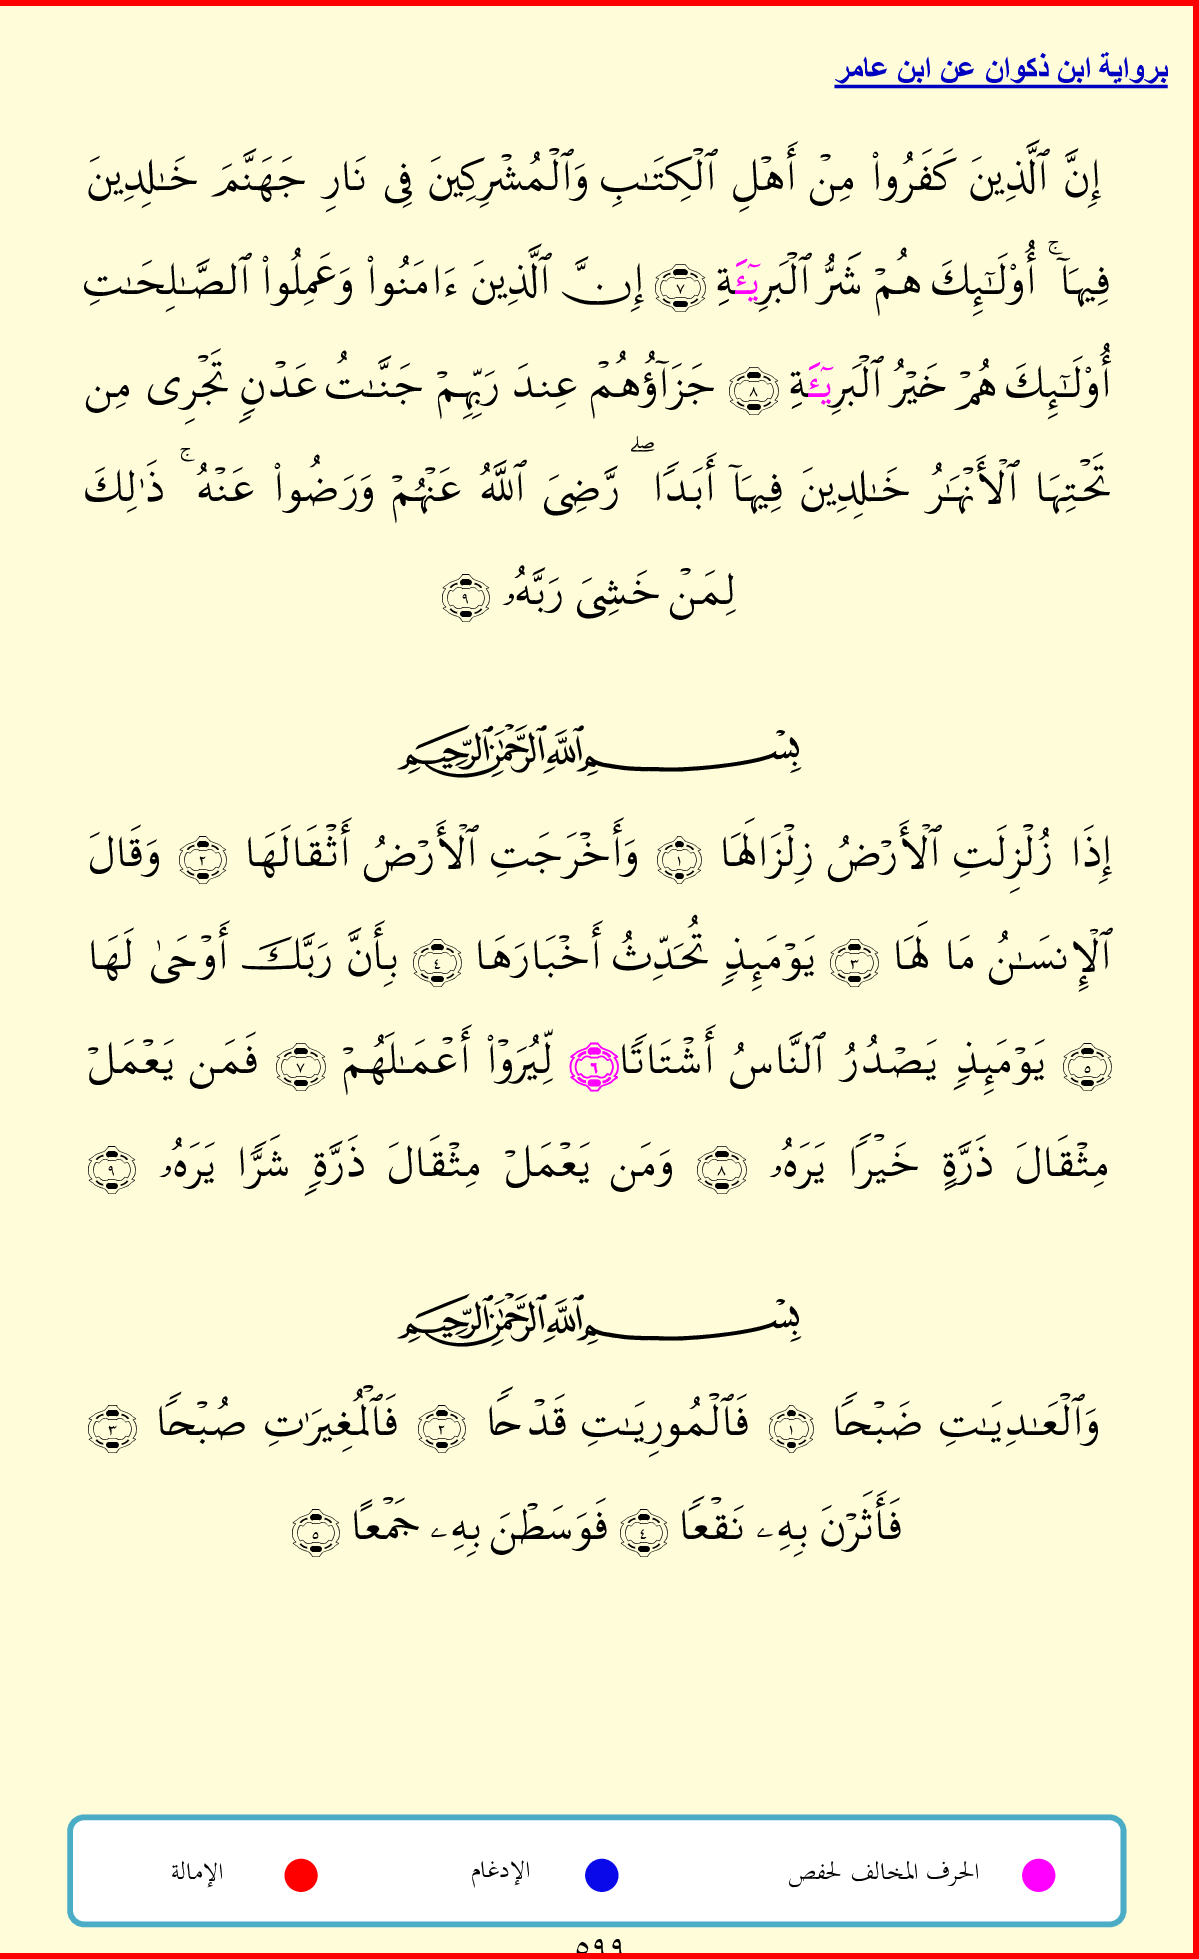 برواية ابن ذكوان عن ابن عامر
إِنَّ ٱلَّذِينَ كَفَرُواْ مِنۡ أَهۡلِ ٱلۡكِتَٰبِ وَٱلۡمُشۡرِكِينَ فِى نَارِ جَهَنَّمَ خَٰلِدِينَ
فِيهَآۚ أُوْلَٰٓئِكَ هُمۡ شَرُّ ٱلۡبَرِيٓـَٔةِ ٧ إِنَّ ٱلَّذِينَ ءَامَنُواْ وَعَمِلُواْ ٱلصَّٰلِحَٰتِ
أُوْلَٰٓئِكَ هُمۡ خَيۡرُ ٱلۡبَرِيٓـَٔةِ ٨ جَزَآؤُهُمۡ عِندَ رَبِّهِمۡ جَنَّٰتُ عَدۡنٖ تَجۡرِى مِن
تَحۡتِهَا ٱلۡأَنۡهَٰرُ خَٰلِدِينَ فِيهَآ أَبَدٗاۖ رَّضِىَ ٱللَّهُ عَنۡهُمۡ وَرَضُواْ عَنۡهُۚ ذَٰلِكَ
لِمَنۡ خَشِىَ رَبَّهُۥ ٩
بِسۡمِ ٱللَّهِ ٱلرَّحۡمَٰنِ ٱلرَّحِيمِ
إِذَا زُلۡزِلَتِ ٱلۡأَرۡضُ زِلۡزَالَهَا ١ وَأَخۡرَجَتِ ٱلۡأَرۡضُ أَثۡقَالَهَا ٢ وَقَالَ
ٱلۡإِنسَٰنُ مَا لَهَا ٣ يَوۡمَئِذٖ تُحَدِّثُ أَخۡبَارَهَا ٤ بِأَنَّ رَبَّكَ أَوۡحَىٰ لَهَا
٥ يَوۡمَئِذٖ يَصۡدُرُ ٱلنَّاسُ أَشۡتَاتٗا ٦ لِّيُرَوۡاْ أَعۡمَٰلَهُمۡ ٧ فَمَن يَعۡمَلۡ
مِثۡقَالَ ذَرَّةٍ خَيۡرٗا يَرَهُۥ ٨ وَمَن يَعۡمَلۡ مِثۡقَالَ ذَرَّةٖ شَرّٗا يَرَهُۥ ٩
بِسۡمِ ٱللَّهِ ٱلرَّحۡمَٰنِ ٱلرَّحِيمِ
وَٱلۡعَٰدِيَٰتِ ضَبۡحٗا ١ فَٱلۡمُورِيَٰتِ قَدۡحٗا ٢ فَٱلۡمُغِيرَٰتِ صُبۡحٗا ٣
فَأَثَرۡنَ بِهِۦ نَقۡعٗا ٤ فَوَسَطۡنَ بِهِۦ جَمۡعًا ٥
الحرف المخالف لحفص الإدغام الإمالة
٥٩٩